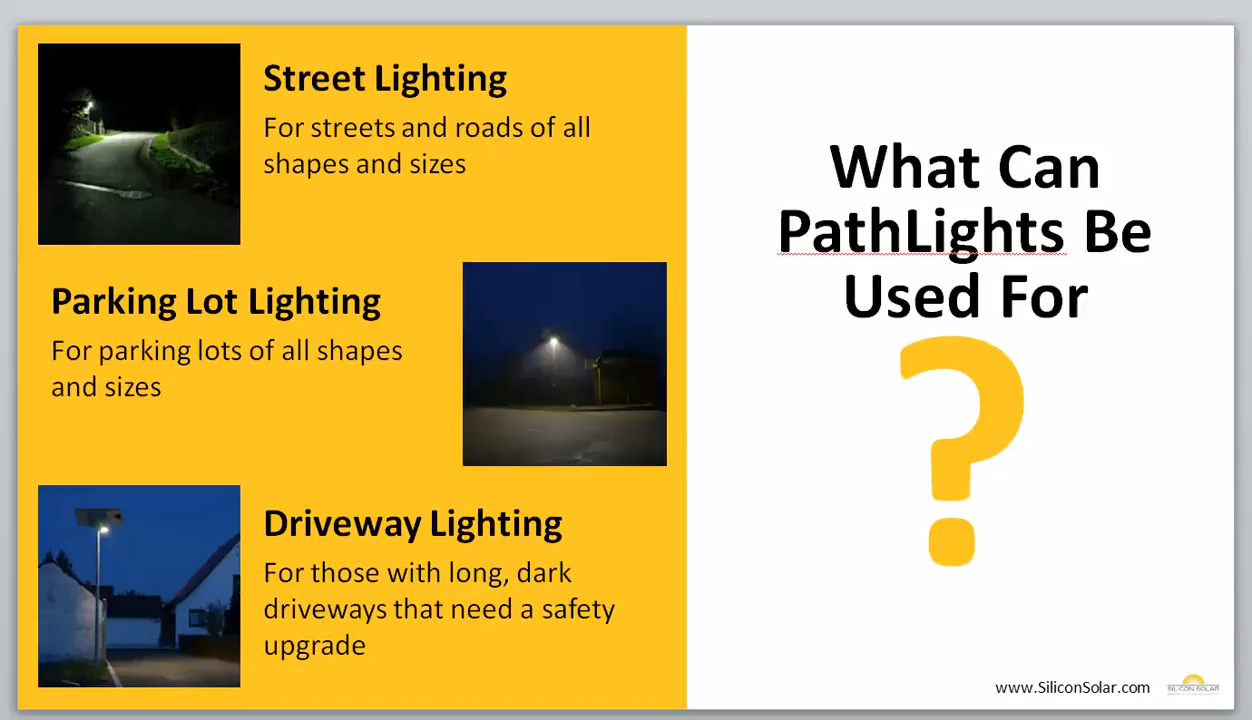 Street Lighting
For streets and roads of all
shapes and sizes
Parking Lot Lighting
For parking lots of all shapes
and sizes
Driveway Lighting
For those with long, dark
driveways that need a safety
upgrade
What Can
PathLights Be
Used For
?
www.SiliconSolar.com
SILICON SOLAR